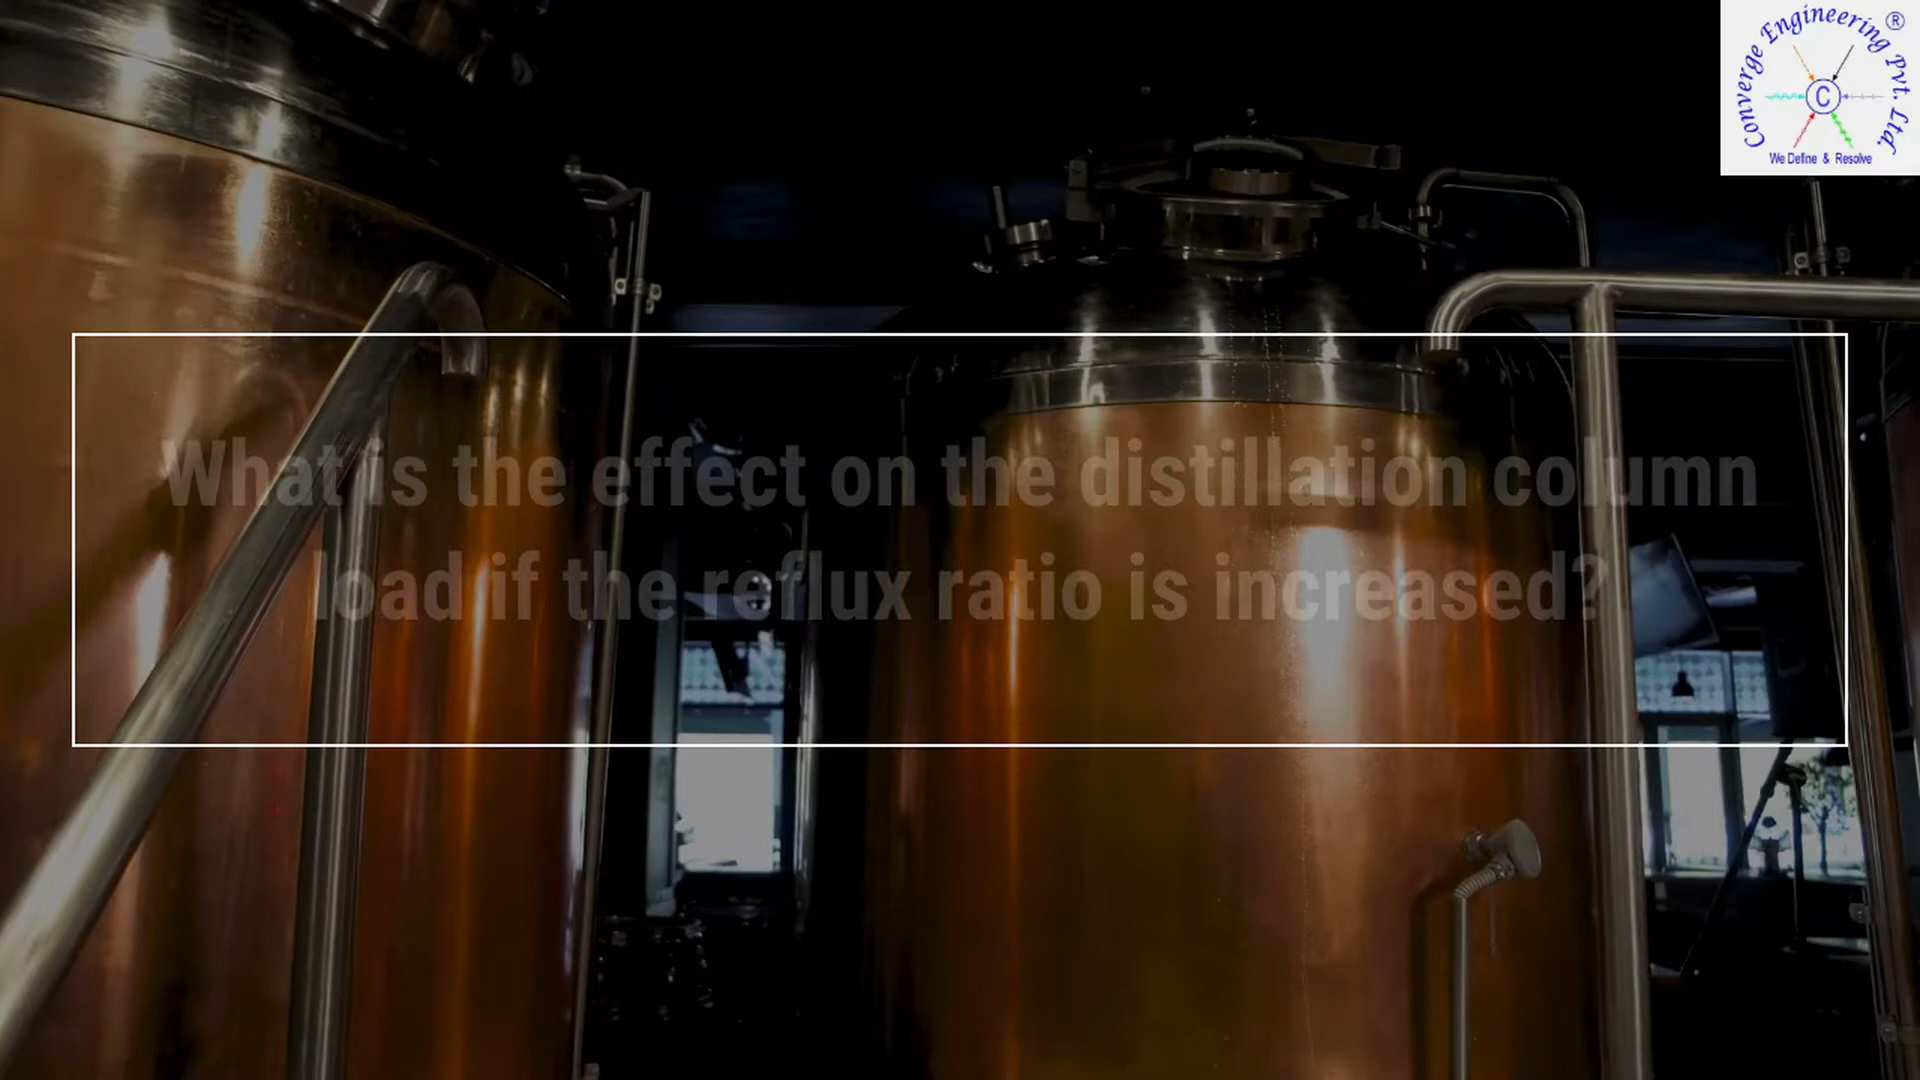 Converge Engineering Pvt. Ltd. ®
C
We Define & Resolve
What is the effect on the distillation column
load if the reflux ratio is increased?